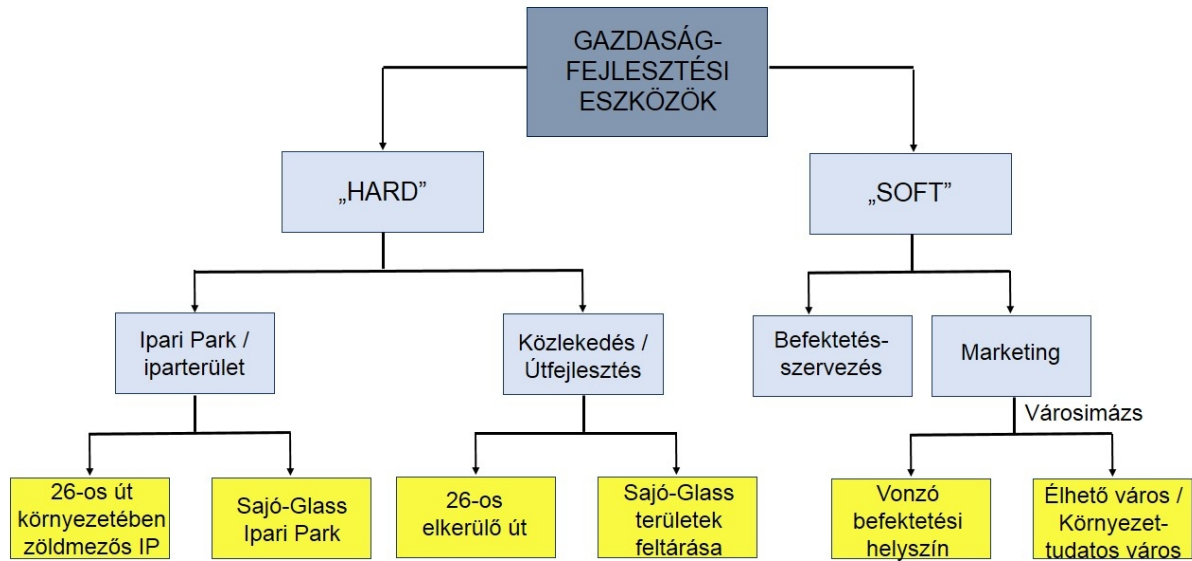 GAZDASÁG-
FEJLESZTÉSI
ESZKÖZÖK
„HARD”
„SOFT”
Ipari Park /
iparterület
Közlekedés /
Útfejlesztés
Befektetés-
szervezés
Marketing
Városimázs
26-os út
környezetében
zöldmezős IP
Sajó-Glass
Ipari Park
26-os
elkerülő út
Sajó-Glass
területek
feltárása
Vonzó
befektetési
helyszín
Élhető város /
Környezet-
tudatos város